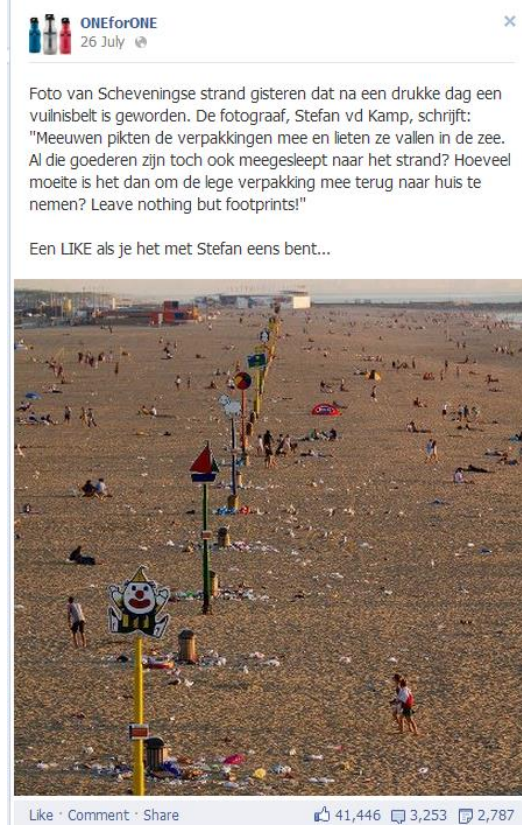 ONEforONE
26 July
Foto van Scheveningse strand gisteren dat na een drukke dag een
vuilnisbelt is geworden. De fotograaf, Stefan vd Kamp, schrijft:
"Meeuwen pikten de verpakkingen mee en lieten ze vallen in de zee.
Al die goederen zijn toch ook meegesleept naar het strand? Hoeveel
moeite is het dan om de lege verpakking mee terug naar huis te
nemen? Leave nothing but footprints!"
Een LIKE als je het met Stefan eens bent...
Like · Comment · Share 41,446 3,253 2,787